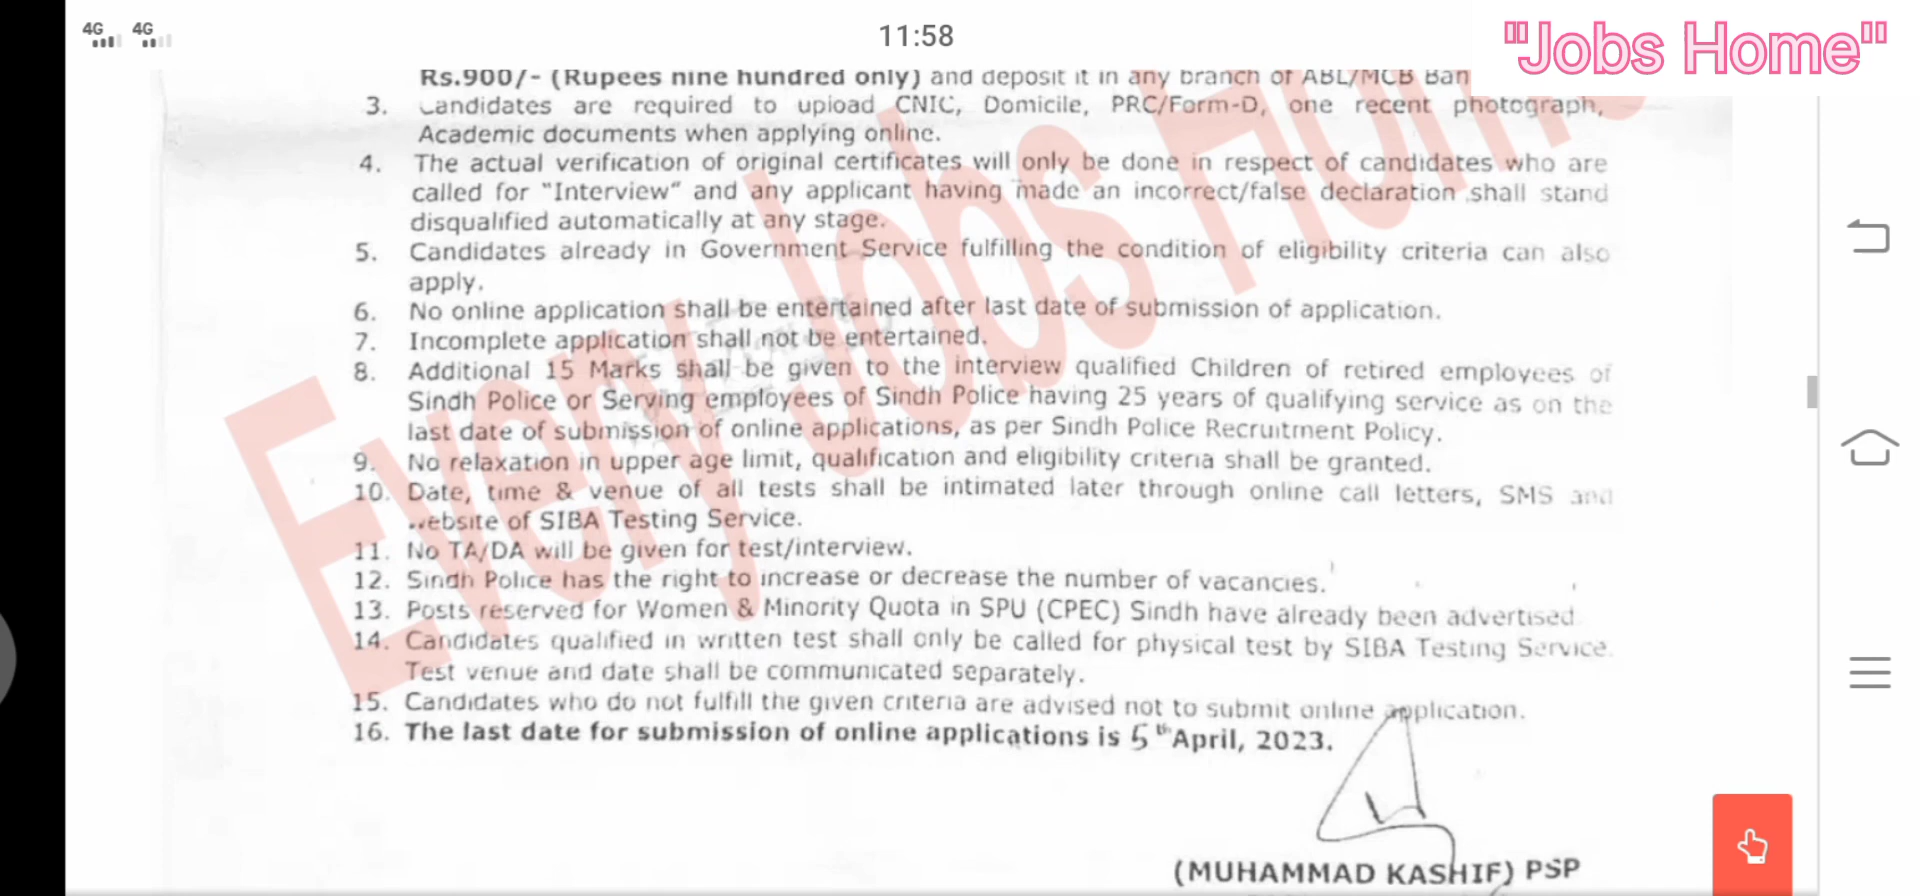 4G 4G
11:58
"Jobs Home"
Rs.900/- (Rupees nine hundred only) and deposit it in any branch of ABL/MCB Ban
3. Candidates are required to upload CNIC, Domicile, PRC/Form-D, one recent photograph,
Academic documents when applying online.
4. The actual verification of original certificates will only be done in respect of candidates who are
called for "Interview" and any applicant having made an incorrect/false declaration shall stand
disqualified automatically at any stage.
5. Candidates already in Government Service fulfilling the condition of eligibility criteria can also
apply.
6. No online application shall be entertained after last date of submission of application.
7. Incomplete application shall not be entertained.
8. Additional 15 Marks shall be given to the interview qualified Children of retired employees of
Sindh Police or Serving employees of Sindh Police having 25 years of qualifying service as on the
last date of submission of online applications, as per Sindh Police Recruitment Policy.
9. No relaxation in upper age limit, qualification and eligibility criteria shall be granted.
10. Date, time & venue of all tests shall be intimated later through online call letters, SMS and
website of SIBA Testing Service.
11. No TA/DA will be given for test/interview.
12. Sindh Police has the right to increase or decrease the number of vacancies.
13. Posts reserved for Women & Minority Quota in SPU (CPEC) Sindh have already been advertised
14. Candidates qualified in written test shall only be called for physical test by SIBA Testing Service.
Test venue and date shall be communicated separately.
15. Candidates who do not fulfill the given criteria are advised not to submit online application.
16. The last date for submission of online applications is 5th April, 2023.
(MUHAMMAD KASHIF) PSP
Every Jobs Home